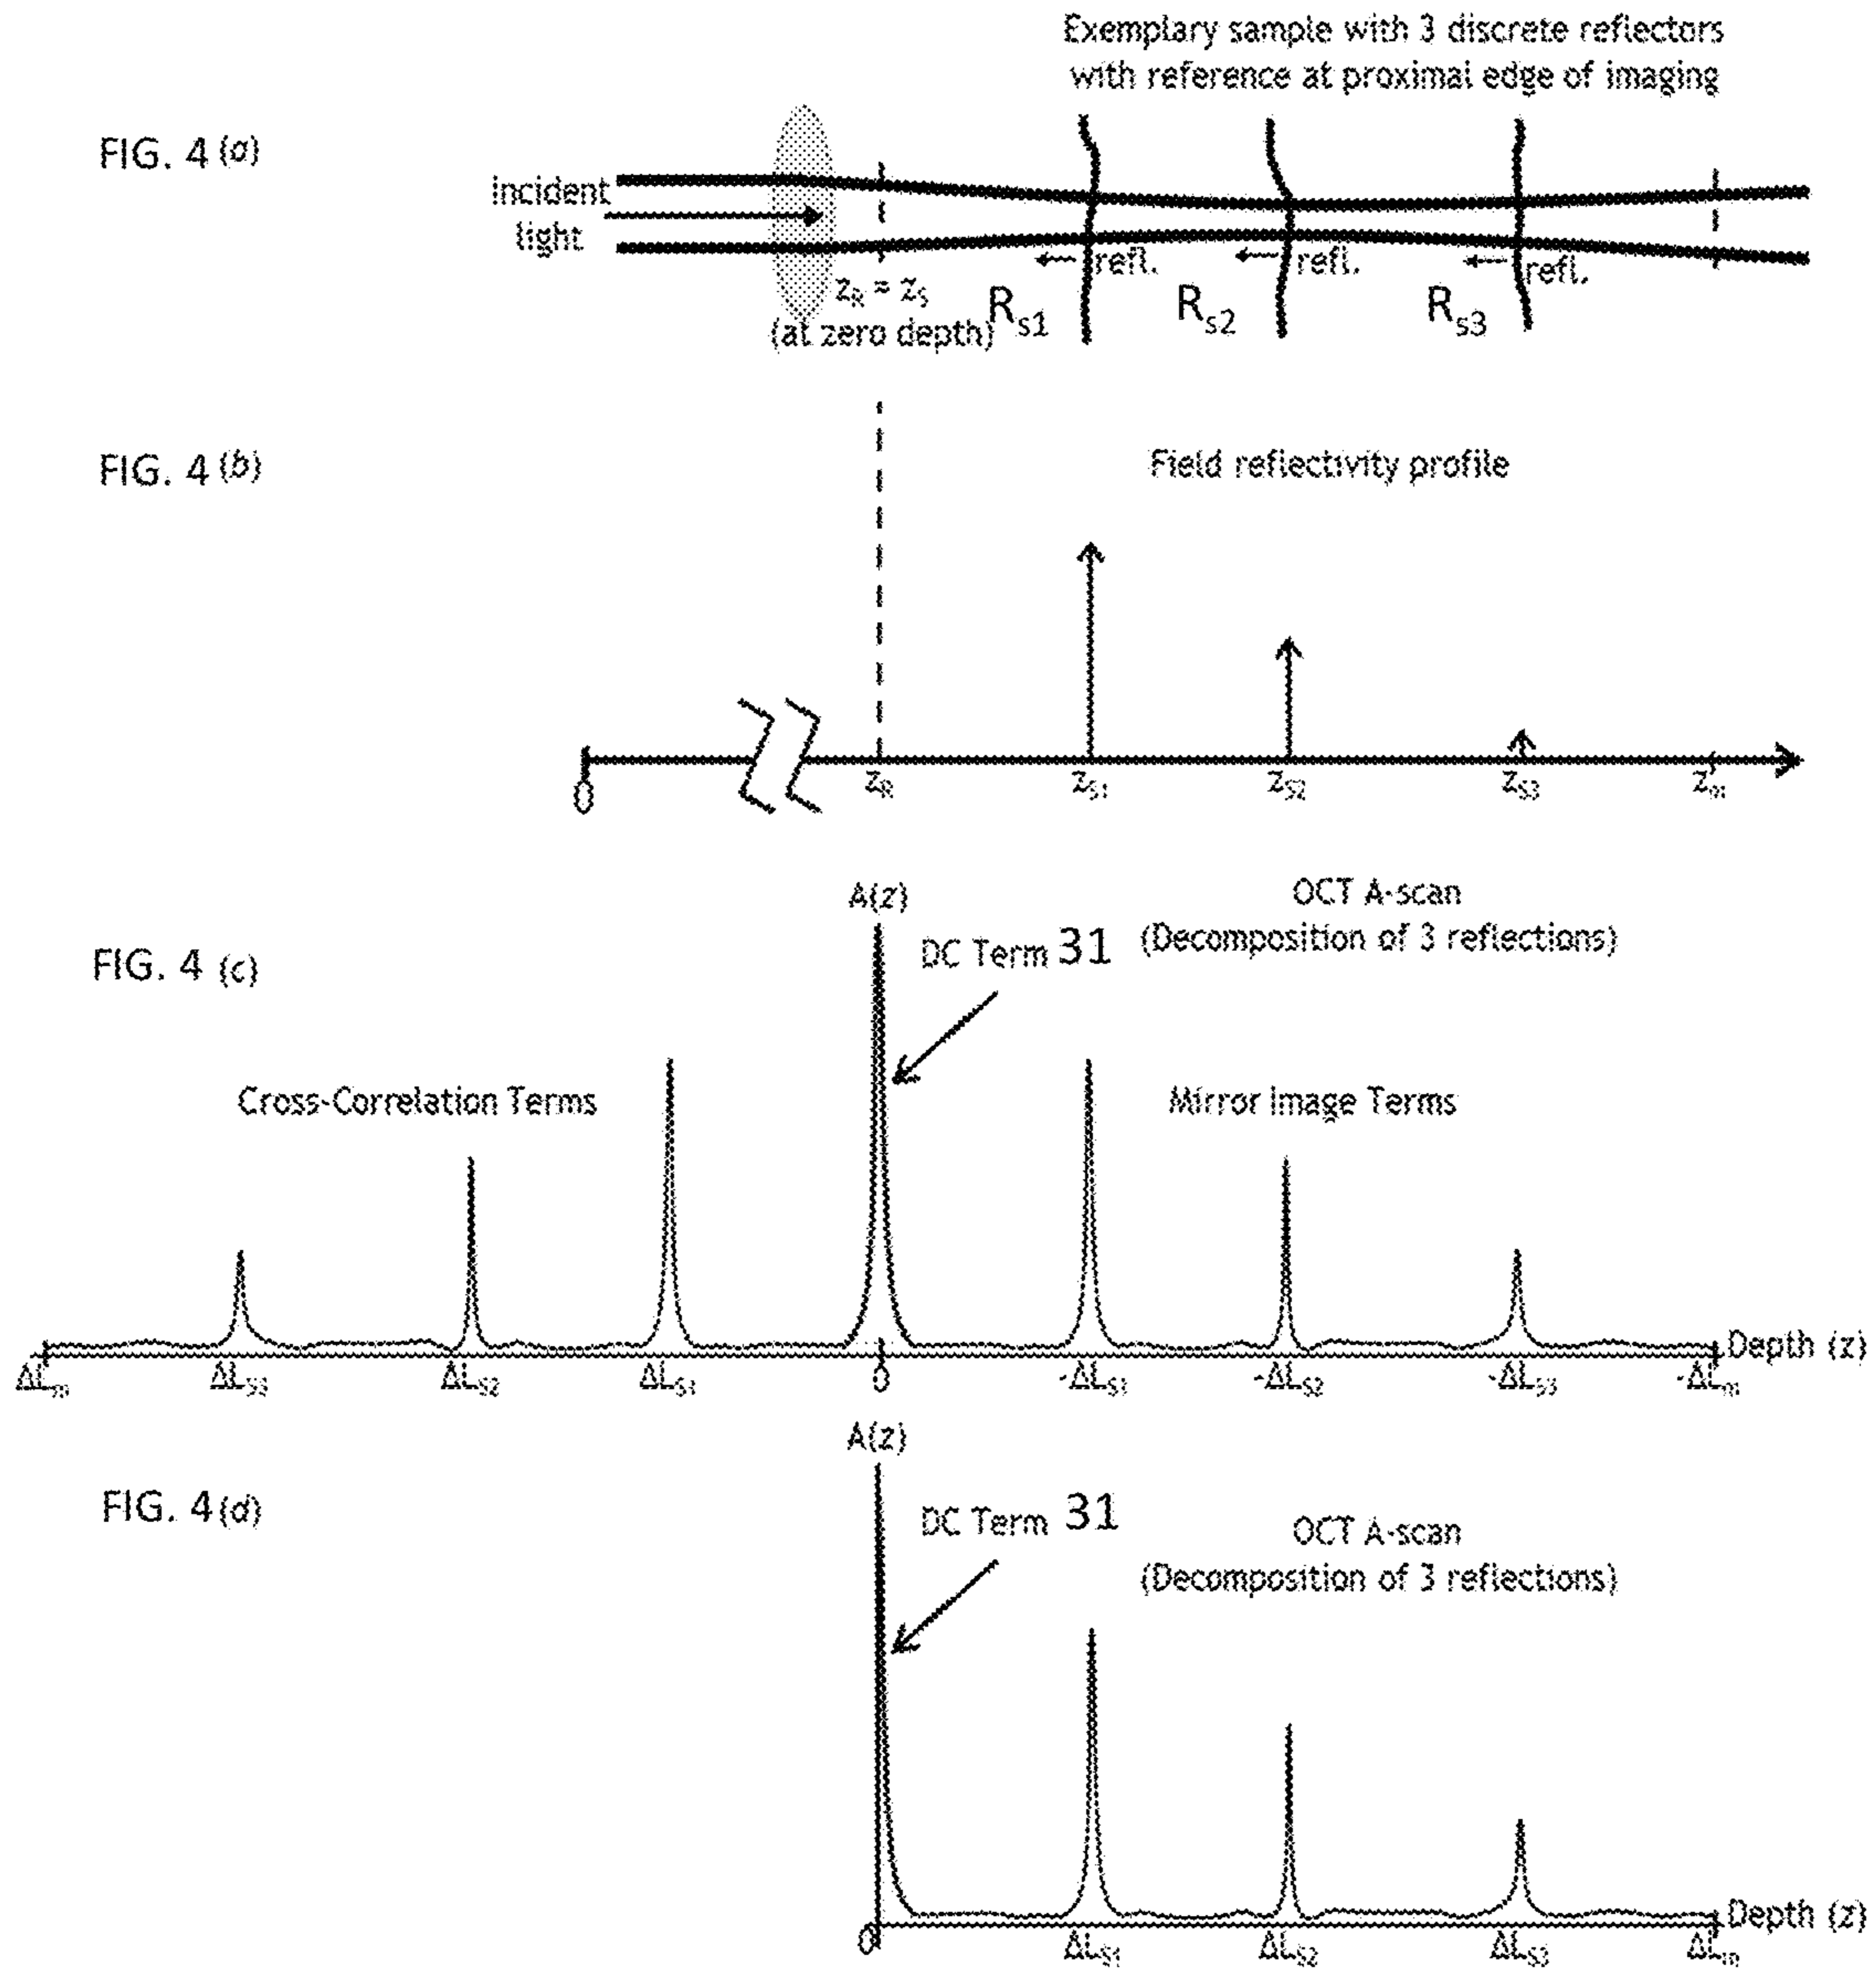 Exemplary sample with 3 discrete reflectors
with reference at proximal edge of imaging
FIG. 4 (a)
incident
light
refl.
refl.
refl.
z_R = z_S
(at zero depth)
R_s1
R_s2
R_s3
FIG. 4 (b)
Field reflectivity profile
0
z_R
z_S1
z_S2
z_S3
z_m
A(z)
OCT A-scan
(Decomposition of 3 reflections)
DC Term 31
FIG. 4 (c)
Cross-Correlation Terms
Mirror Image Terms
Depth (z)
ΔL_m
ΔL_S3
ΔL_S2
ΔL_S1
0
-ΔL_S1
-ΔL_S2
-ΔL_S3
-ΔL_m
A(z)
FIG. 4 (d)
DC Term 31
OCT A-scan
(Decomposition of 3 reflections)
Depth (z)
0
ΔL_S1
ΔL_S2
ΔL_S3
ΔL_m